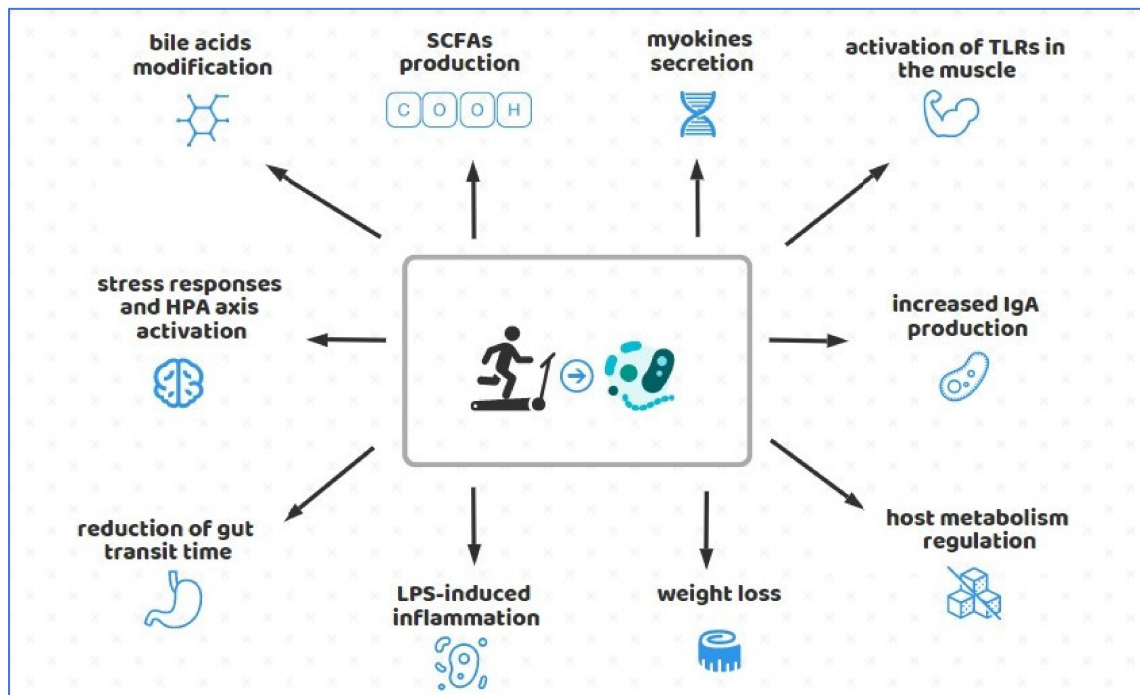 bile acids
modification
SCFAs
production
C O O H
myokines
secretion
activation of TLRs in
the muscle
stress responses
and HPA axis
activation
increased IgA
production
reduction of gut
transit time
LPS-induced
inflammation
weight loss
host metabolism
regulation